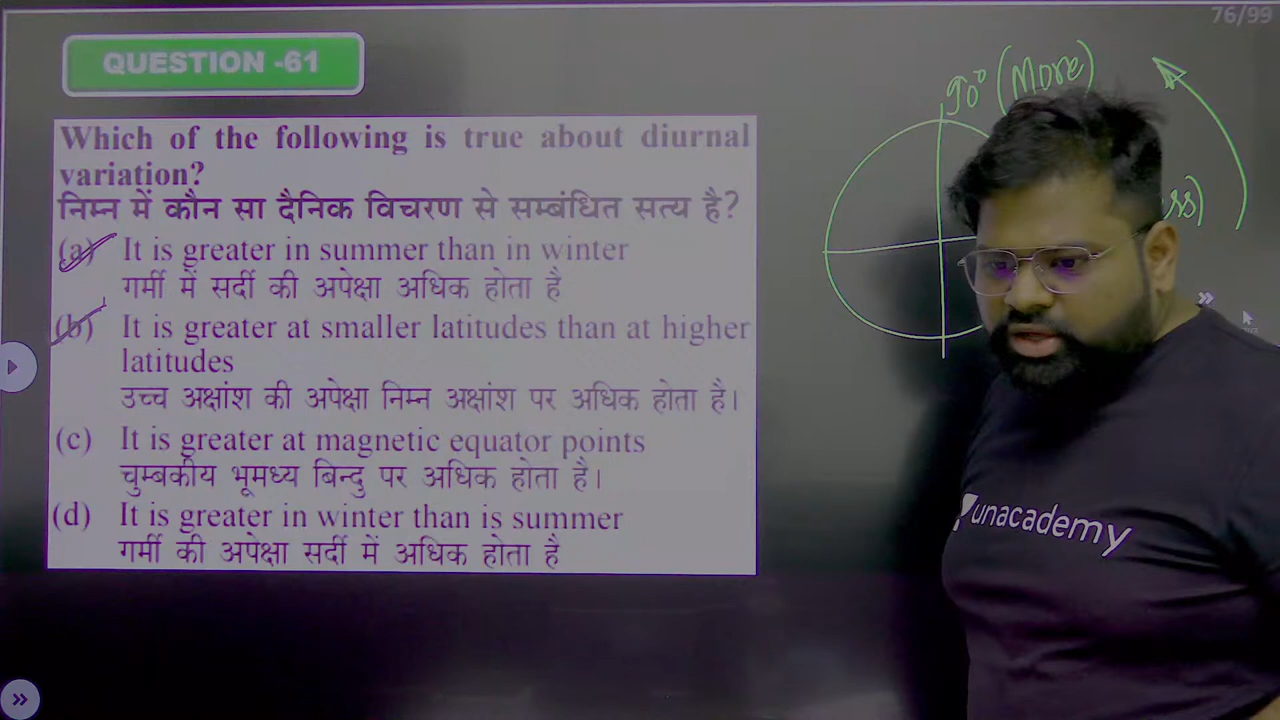 76/99
QUESTION -61
90° (More)
Which of the following is true about diurnal
variation?
निम्न में कौन सा दैनिक विचरण से सम्बंधित सत्य है?
(a) It is greater in summer than in winter
गर्मी में सर्दी की अपेक्षा अधिक होता है
(b) It is greater at smaller latitudes than at higher
latitudes
उच्च अक्षांश की अपेक्षा निम्न अक्षांश पर अधिक होता है।
(c) It is greater at magnetic equator points
चुम्बकीय भूमध्य बिन्दु पर अधिक होता है।
(d) It is greater in winter than is summer
गर्मी की अपेक्षा सर्दी में अधिक होता है
unacademy